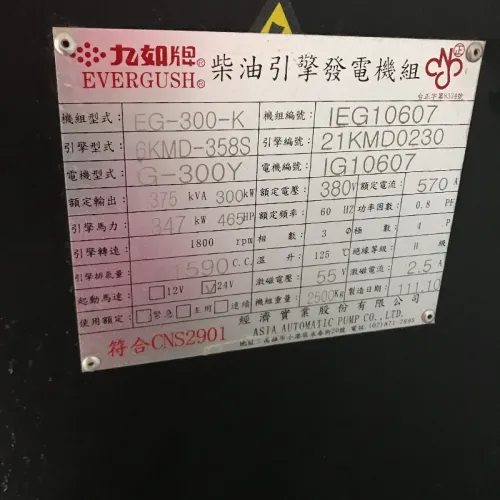 九如牌® EVERGUSH® 柴油引擎發電機組
正
機組型式: EG-300-K 機組編號: IEG10607
引擎型式: 6KMD-358S 引擎編號: 21KMD0230
電機型式: G-300Y 電機編號: IG10607
額定輸出: 375 kVA 300 kW 額定電壓: 380 V 額定電流: 570 A
引擎馬力: 347 kW 465 HP 額定頻率: 60 HZ 功率因數: 0.8 PF
引擎轉速: 1800 rpm 相數: 3 Φ 極數: 4 P
引擎排氣量: 1590 C.C. 溫升: 125 ℃ 絕緣等級: H 級
起動馬達: □12V ☑24V 激磁電壓: 55 V 激磁電流: 2.5 A
使用額定: □緊急 □主用 □連續 機組重量: 2500Kg 製造日期: 111.10
符合CNS2901 經濟實業股份有限公司
ASIA AUTOMATIC PUMP CO.,LTD.